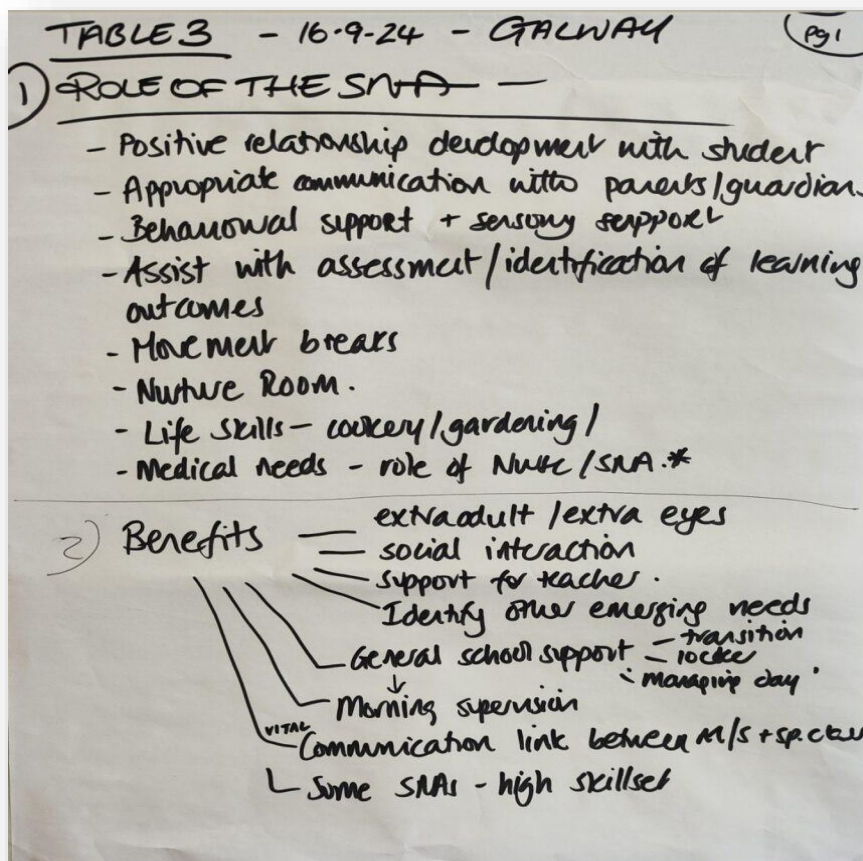 TABLE 3 - 16.9.24 - GALWAY
pg1
1) ROLE OF THE SNA -
- Positive relationship development with student
- Appropriate communication with parents/guardian
- Behavioural support + sensory support
- Assist with assessment/identification of learning
outcomes
- Movement breaks
- Nurture Room.
- Life skills - cookery/gardening/
- Medical needs - role of Nurse/SNA.*
2) Benefits
- extra adult/extra eyes
- social interaction
- support for teacher.
- Identify other emerging needs
- General school support - transition
- locker
- managing day
↓
- Morning supervision
VITAL
- Communication link between M/S + sp. clas
- Some SNAs - high skillset